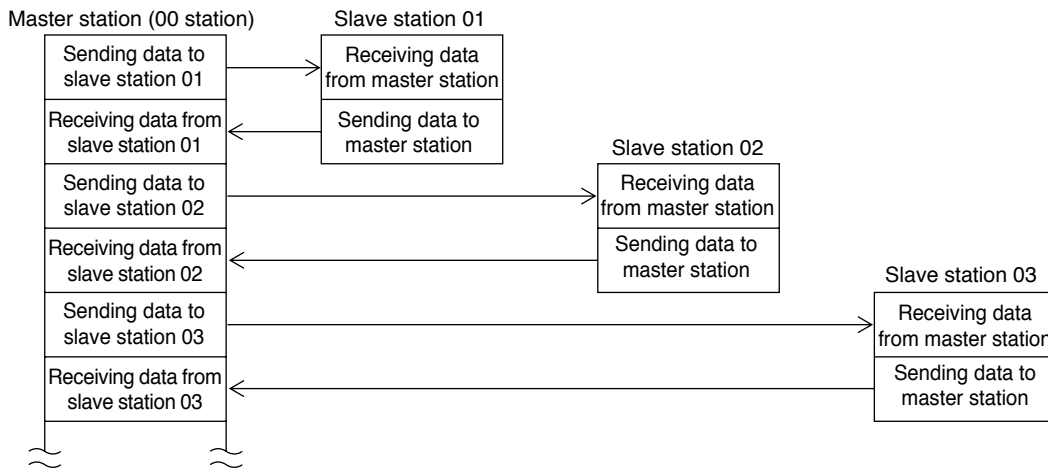 Master station (00 station)
Slave station 01
Sending data to
slave station 01
Receiving data
from master station
Receiving data from
slave station 01
Sending data to
master station
Slave station 02
Sending data to
slave station 02
Receiving data
from master station
Receiving data from
slave station 02
Sending data to
master station
Slave station 03
Sending data to
slave station 03
Receiving data
from master station
Receiving data from
slave station 03
Sending data to
master station